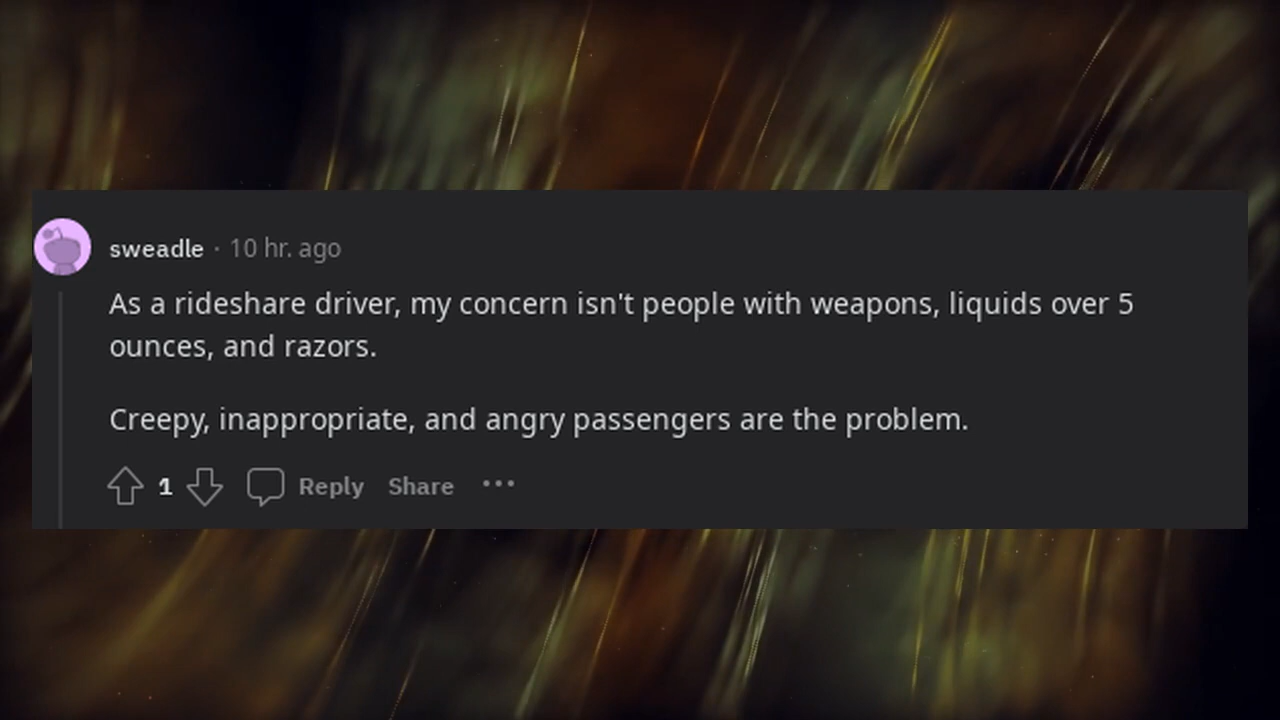 sweadle · 10 hr. ago
As a rideshare driver, my concern isn't people with weapons, liquids over 5
ounces, and razors.
Creepy, inappropriate, and angry passengers are the problem.
1 Reply Share ···